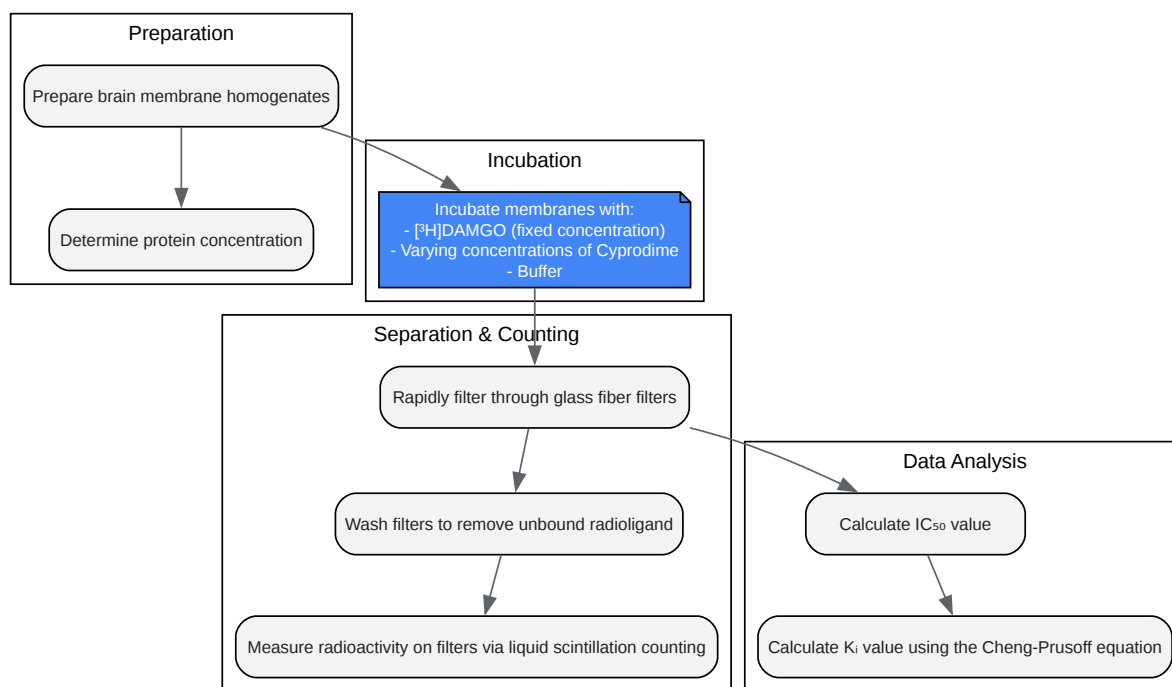 Preparation
Prepare brain membrane homogenates
Determine protein concentration
Incubation
Incubate membranes with:
- [³H]DAMGO (fixed concentration)
- Varying concentrations of Cyprodime
- Buffer
Separation & Counting
Rapidly filter through glass fiber filters
Wash filters to remove unbound radioligand
Measure radioactivity on filters via liquid scintillation counting
Data Analysis
Calculate IC₅₀ value
Calculate Kᵢ value using the Cheng-Prusoff equation